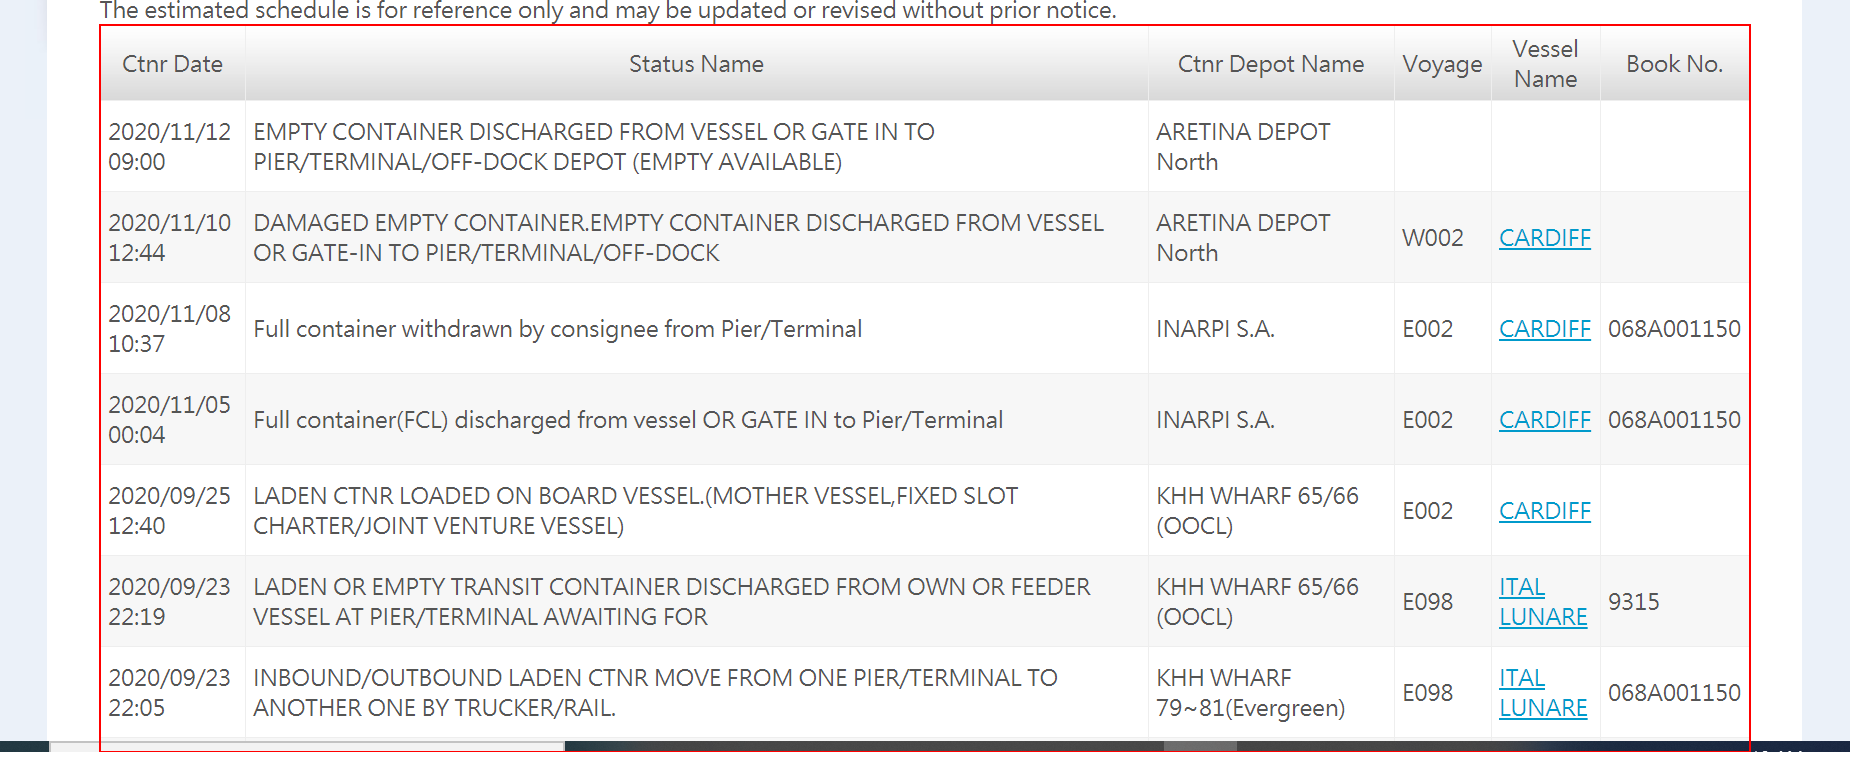 The estimated schedule is for reference only and may be updated or revised without prior notice.
Ctnr Date
Status Name
Ctnr Depot Name
Voyage
Vessel
Name
Book No.
2020/11/12
09:00
EMPTY CONTAINER DISCHARGED FROM VESSEL OR GATE IN TO
PIER/TERMINAL/OFF-DOCK DEPOT (EMPTY AVAILABLE)
ARETINA DEPOT
North
2020/11/10
12:44
DAMAGED EMPTY CONTAINER.EMPTY CONTAINER DISCHARGED FROM VESSEL
OR GATE-IN TO PIER/TERMINAL/OFF-DOCK
ARETINA DEPOT
North
W002
CARDIFF
2020/11/08
10:37
Full container withdrawn by consignee from Pier/Terminal
INARPI S.A.
E002
CARDIFF
068A001150
2020/11/05
00:04
Full container(FCL) discharged from vessel OR GATE IN to Pier/Terminal
INARPI S.A.
E002
CARDIFF
068A001150
2020/09/25
12:40
LADEN CTNR LOADED ON BOARD VESSEL.(MOTHER VESSEL,FIXED SLOT
CHARTER/JOINT VENTURE VESSEL)
KHH WHARF 65/66
(OOCL)
E002
CARDIFF
2020/09/23
22:19
LADEN OR EMPTY TRANSIT CONTAINER DISCHARGED FROM OWN OR FEEDER
VESSEL AT PIER/TERMINAL AWAITING FOR
KHH WHARF 65/66
(OOCL)
E098
ITAL
LUNARE
9315
2020/09/23
22:05
INBOUND/OUTBOUND LADEN CTNR MOVE FROM ONE PIER/TERMINAL TO
ANOTHER ONE BY TRUCKER/RAIL.
KHH WHARF
79~81(Evergreen)
E098
ITAL
LUNARE
068A001150